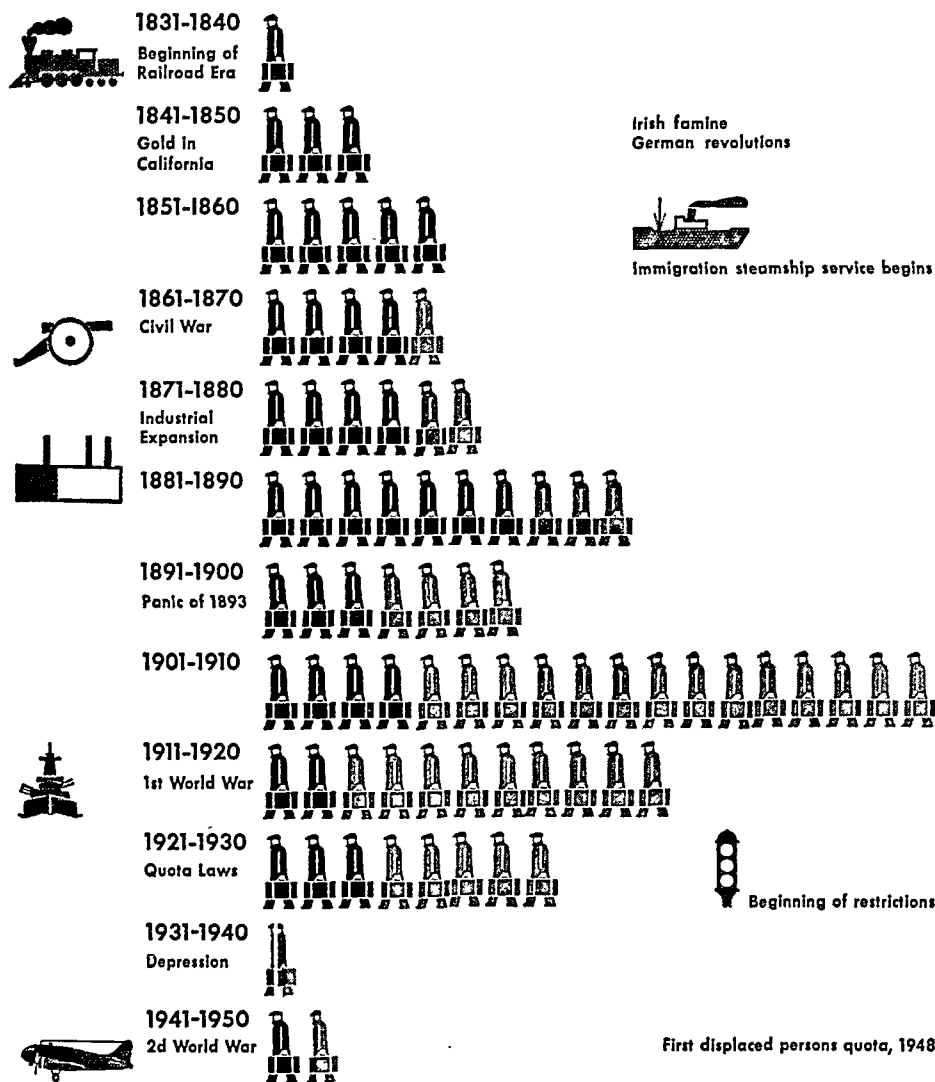 1831-1840
Beginning of
Railroad Era
1841-1850
Gold in
California
Irish famine
German revolutions
1851-1860
Immigration steamship service begins
1861-1870
Civil War
1871-1880
Industrial
Expansion
1881-1890
1891-1900
Panic of 1893
1901-1910
1911-1920
1st World War
1921-1930
Quota Laws
Beginning of restrictions
1931-1940
Depression
1941-1950
2d World War
First displaced persons quota, 1948